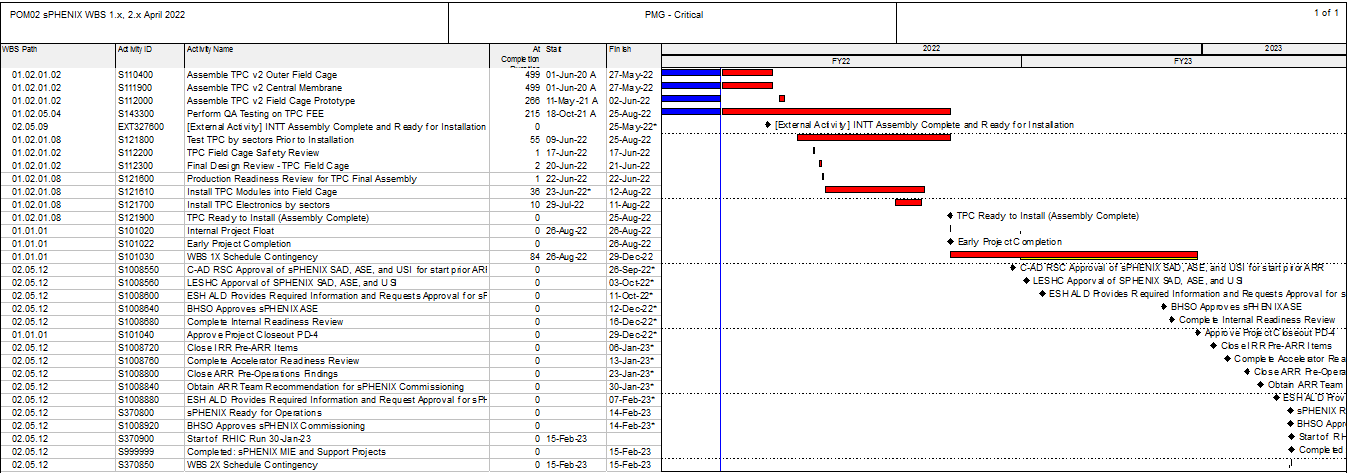 POM02 sPHENIX WBS 1.x, 2.x April 2022 PMG - Critical 1 of 1
WBS Path Activity ID Activity Name At Start Finish 2022 2023
Completion FY22 FY23
01.02.01.02 S110400 Assemble TPC v2 Outer Field Cage 499 01-Jun-20 A 27-May-22
01.02.01.02 S111900 Assemble TPC v2 Central Membrane 499 01-Jun-20 A 27-May-22
01.02.01.02 S112000 Assemble TPC v2 Field Cage Prototype 266 11-May-21 A 02-Jun-22
01.02.05.04 S143300 Perform QA Testing on TPC FEE 215 18-Oct-21 A 25-Aug-22
02.05.09 EXT327600 [External Activity] INTT Assembly Complete and Ready for Installation 0 25-May-22* [External Activity] INTT Assembly Complete and Ready for Installation
01.02.01.08 S121800 Test TPC by sectors Prior to Installation 55 09-Jun-22 25-Aug-22
01.02.01.02 S112200 TPC Field Cage Safety Review 1 17-Jun-22 17-Jun-22
01.02.01.02 S112300 Final Design Review - TPC Field Cage 2 20-Jun-22 21-Jun-22
01.02.01.08 S121600 Production Readiness Review for TPC Final Assembly 1 22-Jun-22 22-Jun-22
01.02.01.08 S121610 Install TPC Modules into Field Cage 36 23-Jun-22* 12-Aug-22
01.02.01.08 S121700 Install TPC Electronics by sectors 10 29-Jul-22 11-Aug-22
01.02.01.08 S121900 TPC Ready to Install (Assembly Complete) 0 25-Aug-22 TPC Ready to Install (Assembly Complete)
01.01.01 S101020 Internal Project Float 0 26-Aug-22 26-Aug-22
01.01.01 S101022 Early Project Completion 0 26-Aug-22 Early Project Completion
01.01.01 S101030 WBS 1X Schedule Contingency 84 26-Aug-22 29-Dec-22
02.05.12 S1008550 C-AD RSC Approval of sPHENIX SAD, ASE, and USI for start prior ARR 0 26-Sep-22* C-AD RSC Approval of sPHENIX SAD, ASE, and USI for start prior ARR
02.05.12 S1008560 LESHC Apporval of SPHENIX SAD, ASE, and USI 0 03-Oct-22* LESHC Apporval of SPHENIX SAD, ASE, and USI
02.05.12 S1008600 ESH ALD Provides Required Information and Requests Approval for sP 0 11-Oct-22* ESH ALD Provides Required Information and Requests Approval for s
02.05.12 S1008640 BHSO Approves sPHENIX ASE 0 12-Dec-22* BHSO Approves sPHENIX ASE
02.05.12 S1008680 Complete Internal Readiness Review 0 16-Dec-22* Complete Internal Readiness Review
01.01.01 S101040 Approve Project Closeout PD-4 0 29-Dec-22* Approve Project Closeout PD-4
02.05.12 S1008720 Close IRR Pre-ARR Items 0 06-Jan-23* Close IRR Pre-ARR Items
02.05.12 S1008760 Complete Accelerator Readiness Review 0 13-Jan-23* Complete Accelerator Rea
02.05.12 S1008800 Close ARR Pre-Operations Findings 0 23-Jan-23* Close ARR Pre-Opera
02.05.12 S1008840 Obtain ARR Team Recommendation for sPHENIX Commissioning 0 30-Jan-23* Obtain ARR Team
02.05.12 S1008880 ESH ALD Provides Required Information and Request Approval for sPH 0 07-Feb-23* ESH ALD Prov
02.05.12 S370800 sPHENIX Ready for Operations 0 14-Feb-23 sPHENIX R
02.05.12 S1008920 BHSO Approves sPHENIX Commissioning 0 14-Feb-23* BHSO Appr
02.05.12 S370900 Start of RHIC Run 30-Jan-23 0 15-Feb-23 Start of RH
02.05.12 S999999 Completed: sPHENIX MIE and Support Projects 0 15-Feb-23 Completed
02.05.12 S370850 WBS 2X Schedule Contingency 0 15-Feb-23 15-Feb-23